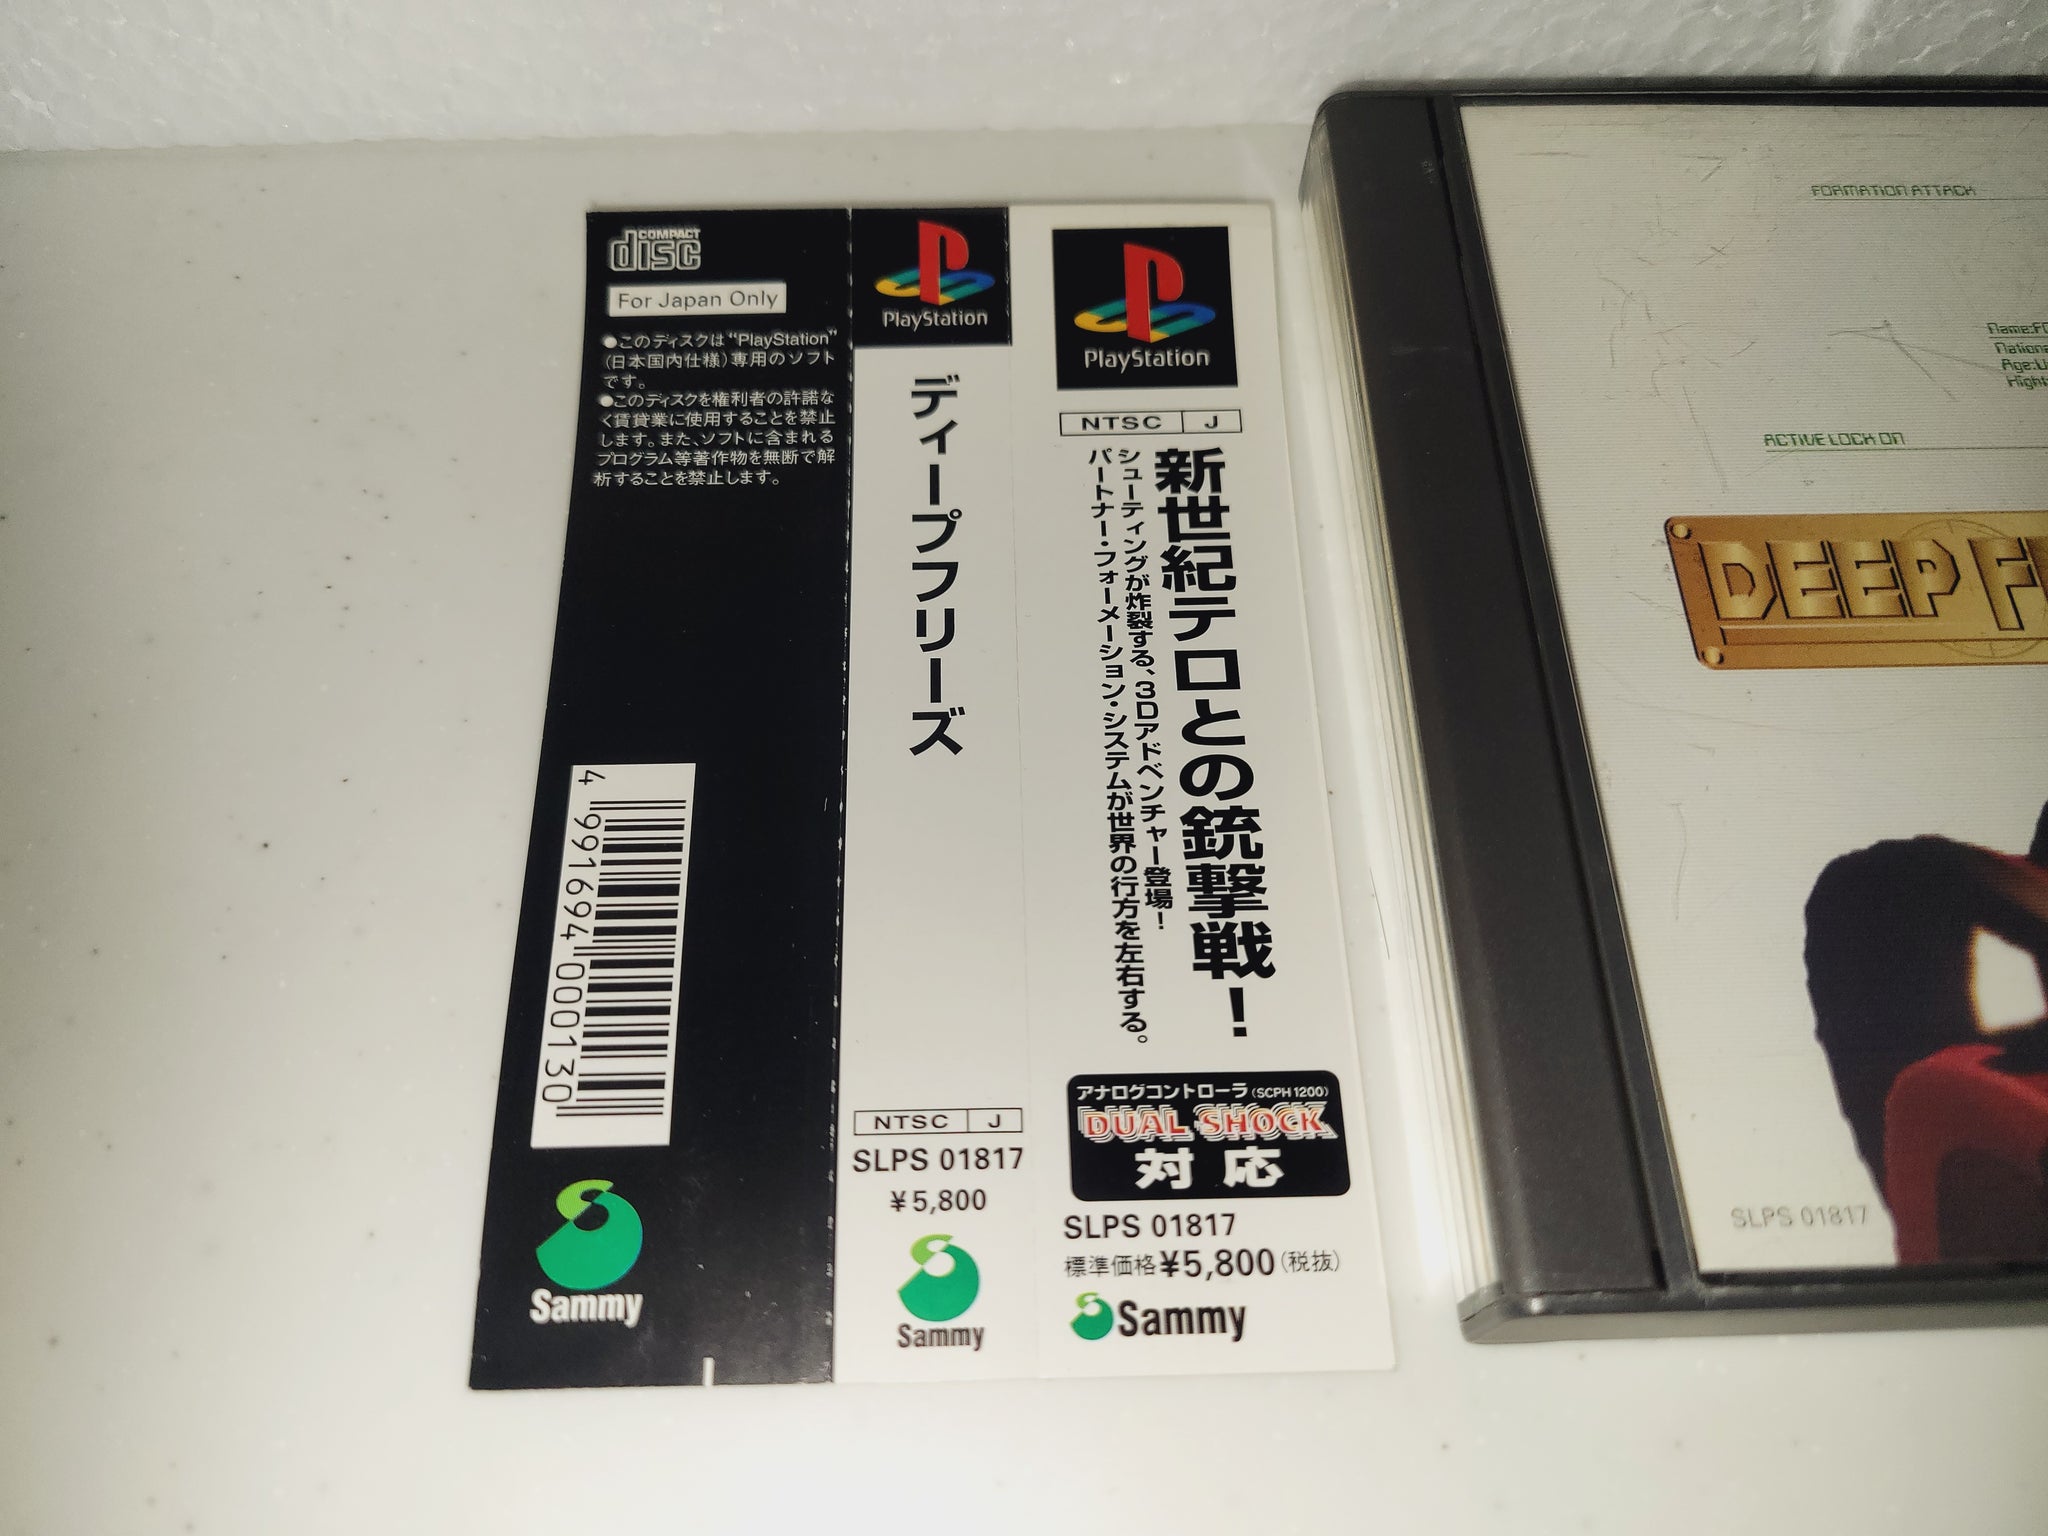 COMPACT
disc
For Japan Only
●このディスクは"PlayStation"
(日本国内仕様)専用のソフト
です。
●このディスクを権利者の許諾な
く賃貸業に使用することを禁止
します。また、ソフトに含まれる
プログラム等著作物を無断で解
析することを禁止します。
4 991694 000130
Sammy
PlayStation
ディープフリーズ
NTSC J
SLPS 01817
¥5,800
Sammy
PlayStation
NTSC J
新世紀テロとの銃撃戦!
シューティングが炸裂する、3Dアドベンチャー登場!
パートナー・フォーメーション・システムが世界の行方を左右する。
アナログコントローラ(SCPH 1200)
DUAL SHOCK
対応
SLPS 01817
標準価格¥5,800(税抜)
Sammy
FORMATION ATTACK
ACTIVE LOCK ON
DEEP
SLPS 01817